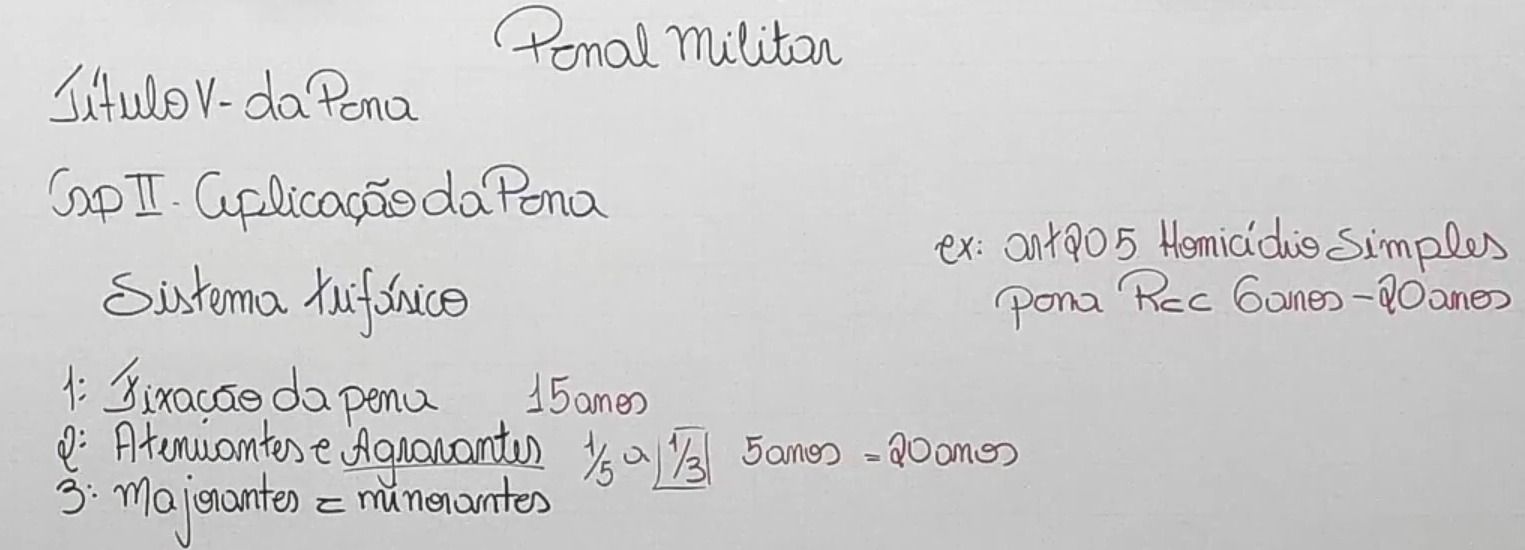 Penal Militar
Título V - da Pena
Cap II - Aplicação da Pena
ex: art 205 Homicídio Simples
pena Rec 6 anos - 20 anos
Sistema trifásico
1: Fixação da pena 15 anos
2: Atenuantes e Agravantes 1/5 a 1/3 5 anos = 20 anos
3: Majorantes = minorantes